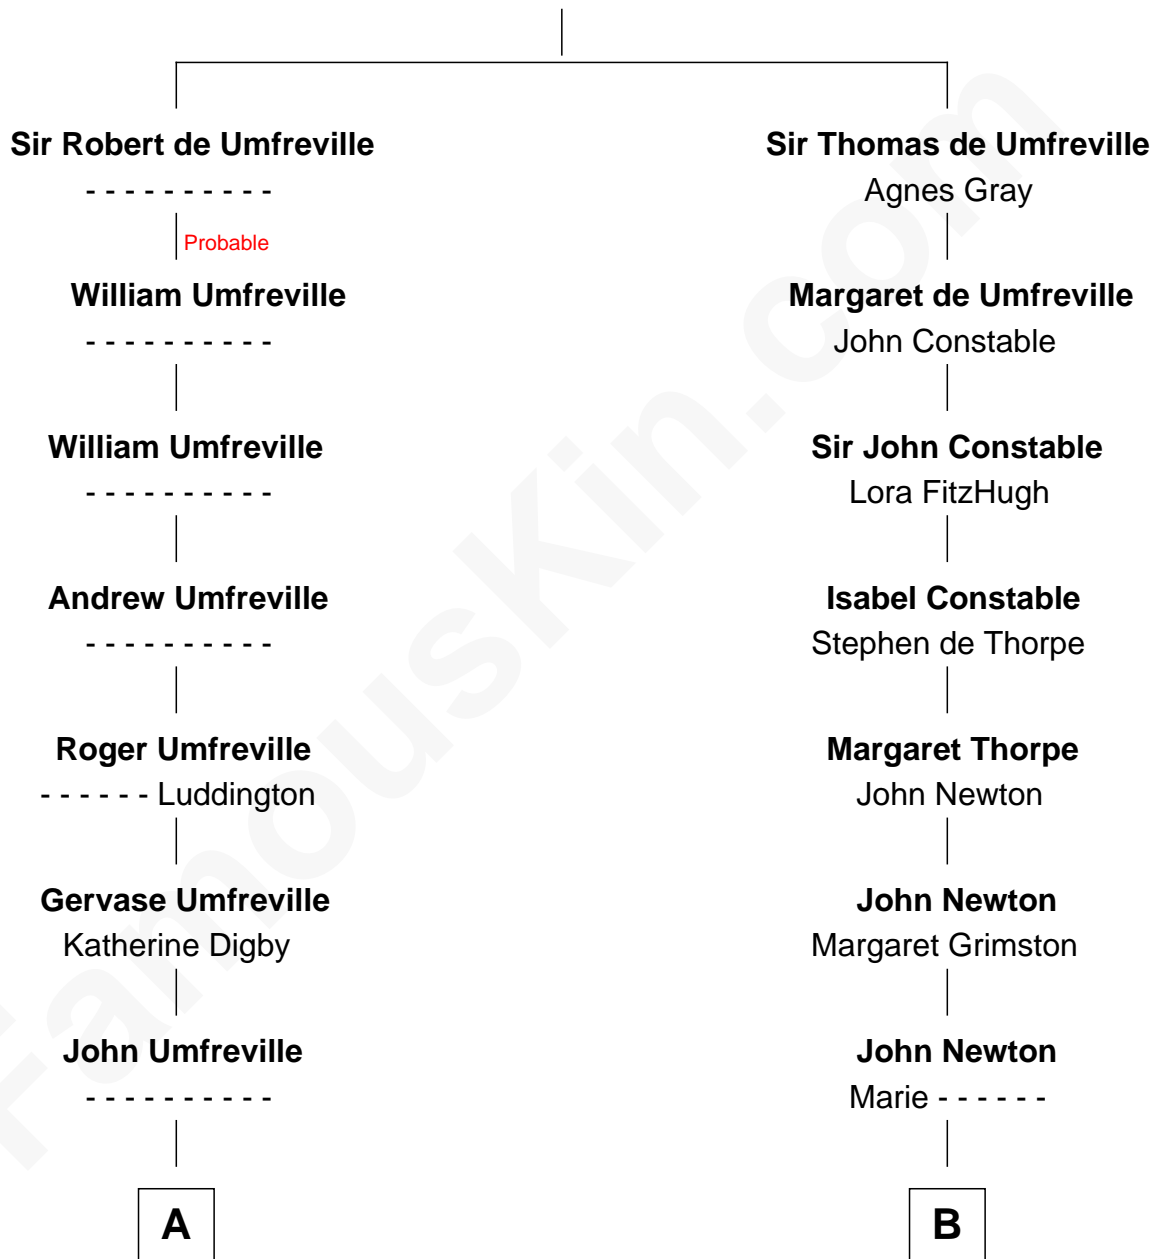 Sir Robert de Umfreville
- - - - - - - - - -
Probable
William Umfreville
- - - - - - - - - -
William Umfreville
- - - - - - - - - -
Andrew Umfreville
- - - - - - - - - -
Roger Umfreville
- - - - - - Luddington
Gervase Umfreville
Katherine Digby
John Umfreville
- - - - - - - - - -
A
Sir Thomas de Umfreville
Agnes Gray
Margaret de Umfreville
John Constable
Sir John Constable
Lora FitzHugh
Isabel Constable
Stephen de Thorpe
Margaret Thorpe
John Newton
John Newton
Margaret Grimston
John Newton
Marie - - - - - -
B
FamousKin.com